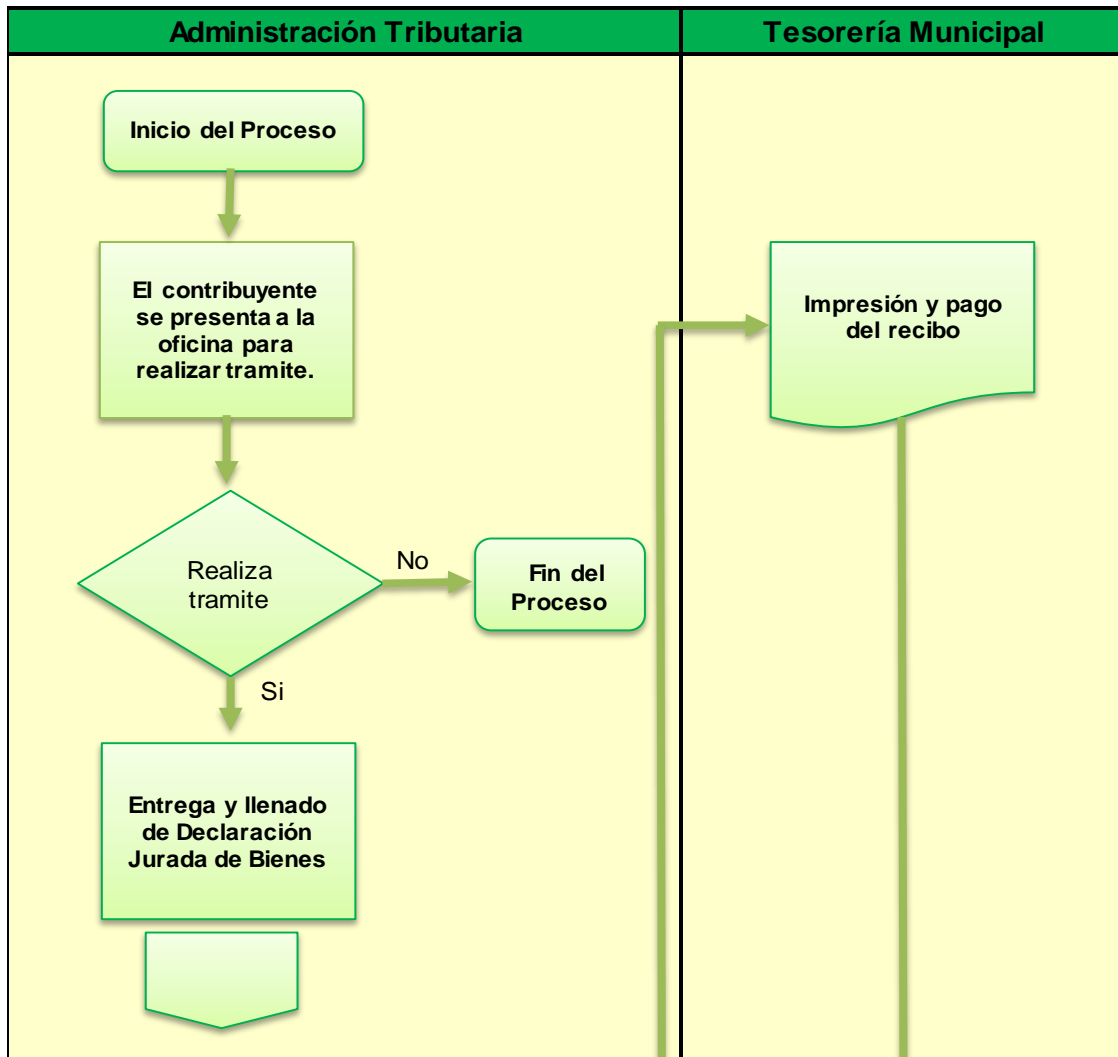 Administración Tributaria
Tesorería Municipal
Inicio del Proceso
El contribuyente
se presenta a la
oficina para
realizar tramite.
Realiza
tramite
No
Fin del
Proceso
Si
Entrega y llenado
de Declaración
Jurada de Bienes
Impresión y pago
del recibo